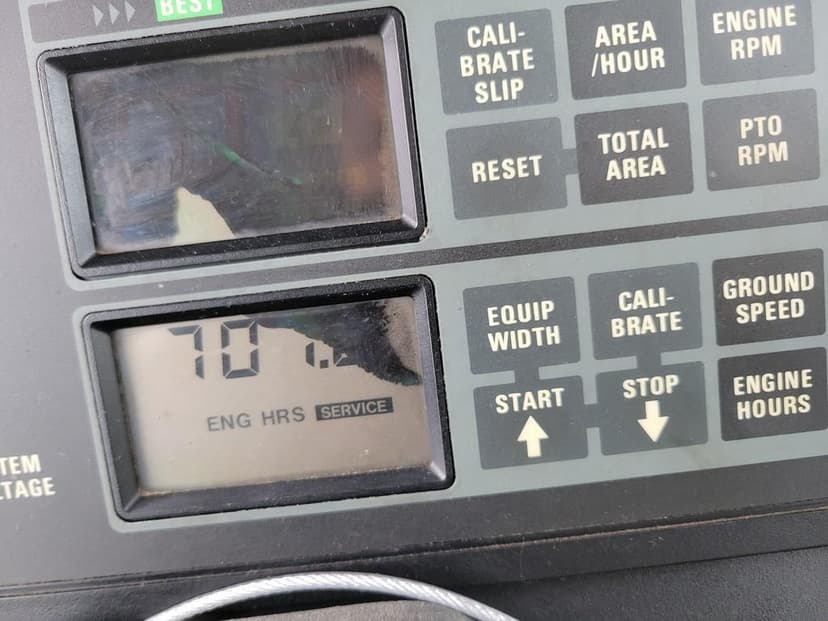 BEST
CALI-
BRATE
SLIP
AREA
/HOUR
ENGINE
RPM
RESET
TOTAL
AREA
PTO
RPM
70
ENG HRS SERVICE
EQUIP
WIDTH
CALI-
BRATE
GROUND
SPEED
START
STOP
ENGINE
HOURS
TEM
TAGE